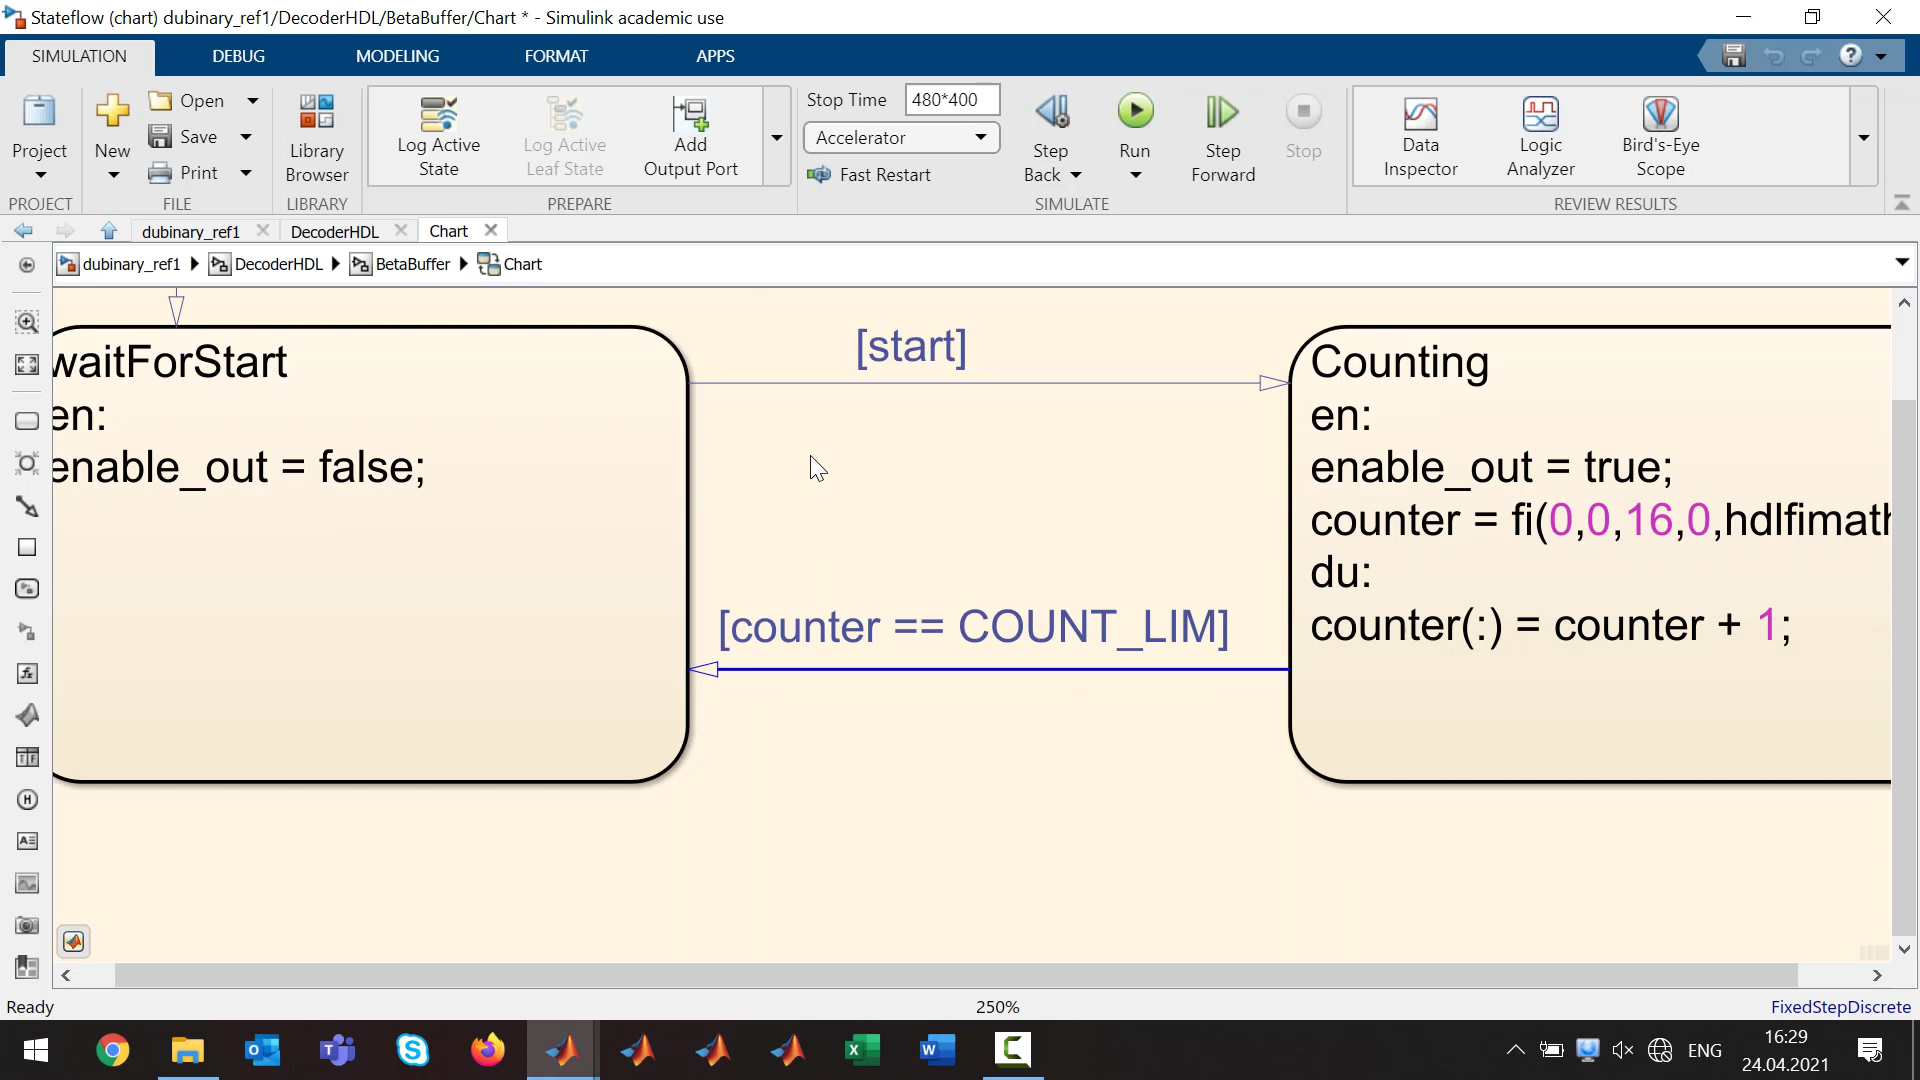 Stateflow (chart) dubinary_ref1/DecoderHDL/BetaBuffer/Chart * - Simulink academic use
SIMULATION DEBUG MODELING FORMAT APPS
Project
New
Open
Save
Print
Library Browser
Log Active State
Log Active Leaf State
Add Output Port
Stop Time 480*400
Accelerator
Fast Restart
Step Back
Run
Step Forward
Stop
Data Inspector
Logic Analyzer
Bird's-Eye Scope
PROJECT FILE LIBRARY PREPARE SIMULATE REVIEW RESULTS
dubinary_ref1 DecoderHDL Chart
dubinary_ref1 DecoderHDL BetaBuffer Chart
waitForStart
en:
enable_out = false;
[start]
[counter == COUNT_LIM]
Counting
en:
enable_out = true;
counter = fi(0,0,16,0,hdlfimath
du:
counter(:) = counter + 1;
Ready 250% FixedStepDiscrete
ENG
16:29
24.04.2021